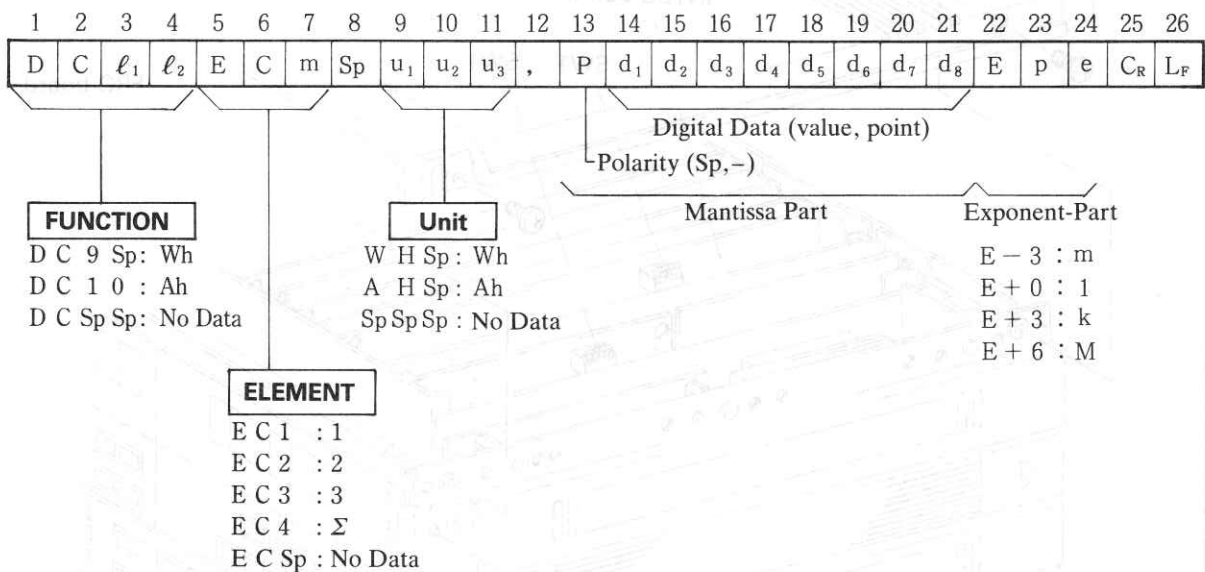 1 2 3 4 5 6 7 8 9 10 11 12 13 14 15 16 17 18 19 20 21 22 23 24 25 26
D C ℓ₁ ℓ₂ E C m Sp u₁ u₂ u₃ , P d₁ d₂ d₃ d₄ d₅ d₆ d₇ d₈ E p e C_R L_F
Digital Data (value, point)
Polarity (Sp,−)
Mantissa Part Exponent-Part
FUNCTION
D C 9 Sp: Wh
D C 1 0 : Ah
D C Sp Sp: No Data
Unit
W H Sp : Wh
A H Sp : Ah
Sp Sp Sp : No Data
E − 3 : m
E + 0 : 1
E + 3 : k
E + 6 : M
ELEMENT
E C 1 : 1
E C 2 : 2
E C 3 : 3
E C 4 : Σ
E C Sp : No Data